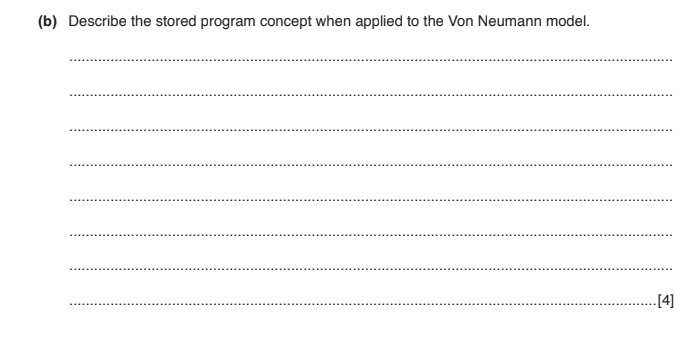 (b) Describe the stored program concept when applied to the Von Neumann model.
[4]